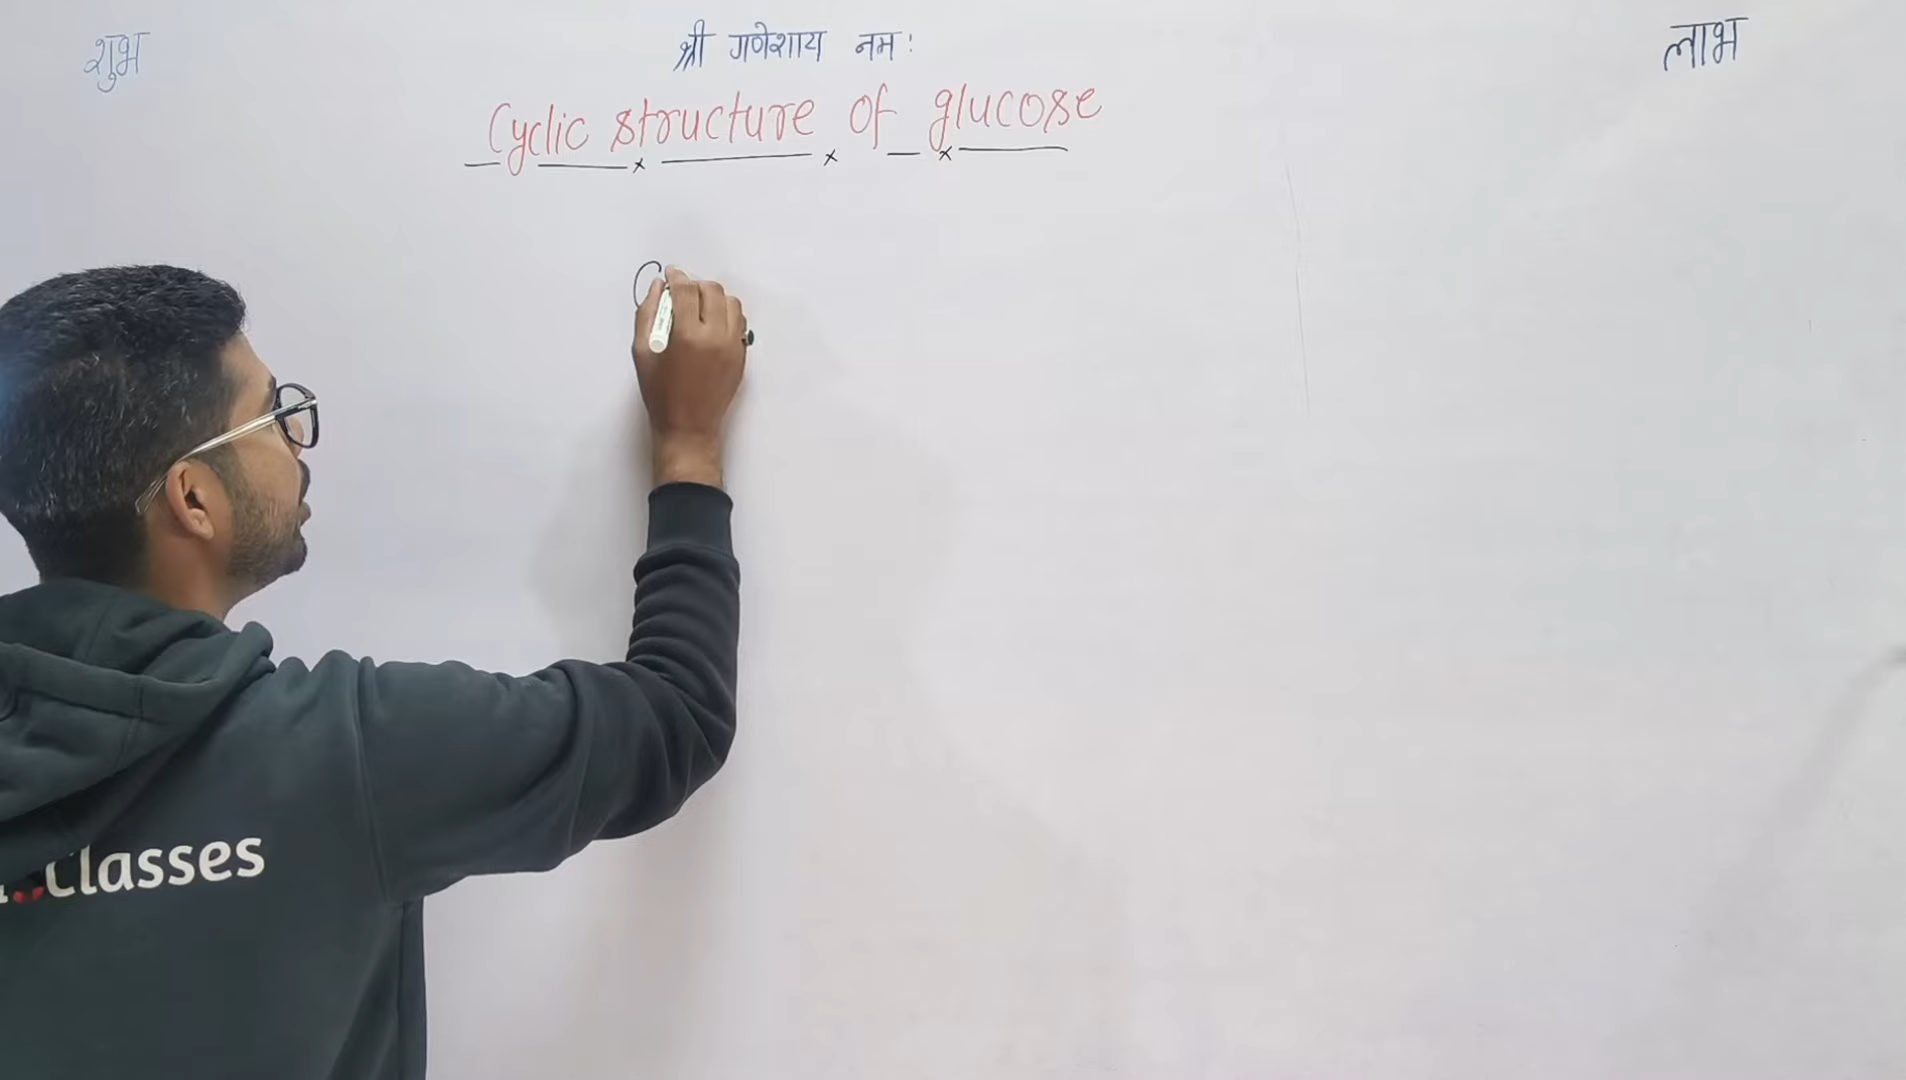 शुभ श्री गणेशाय नमः लाभ
Cyclic structure of glucose
C
Classes